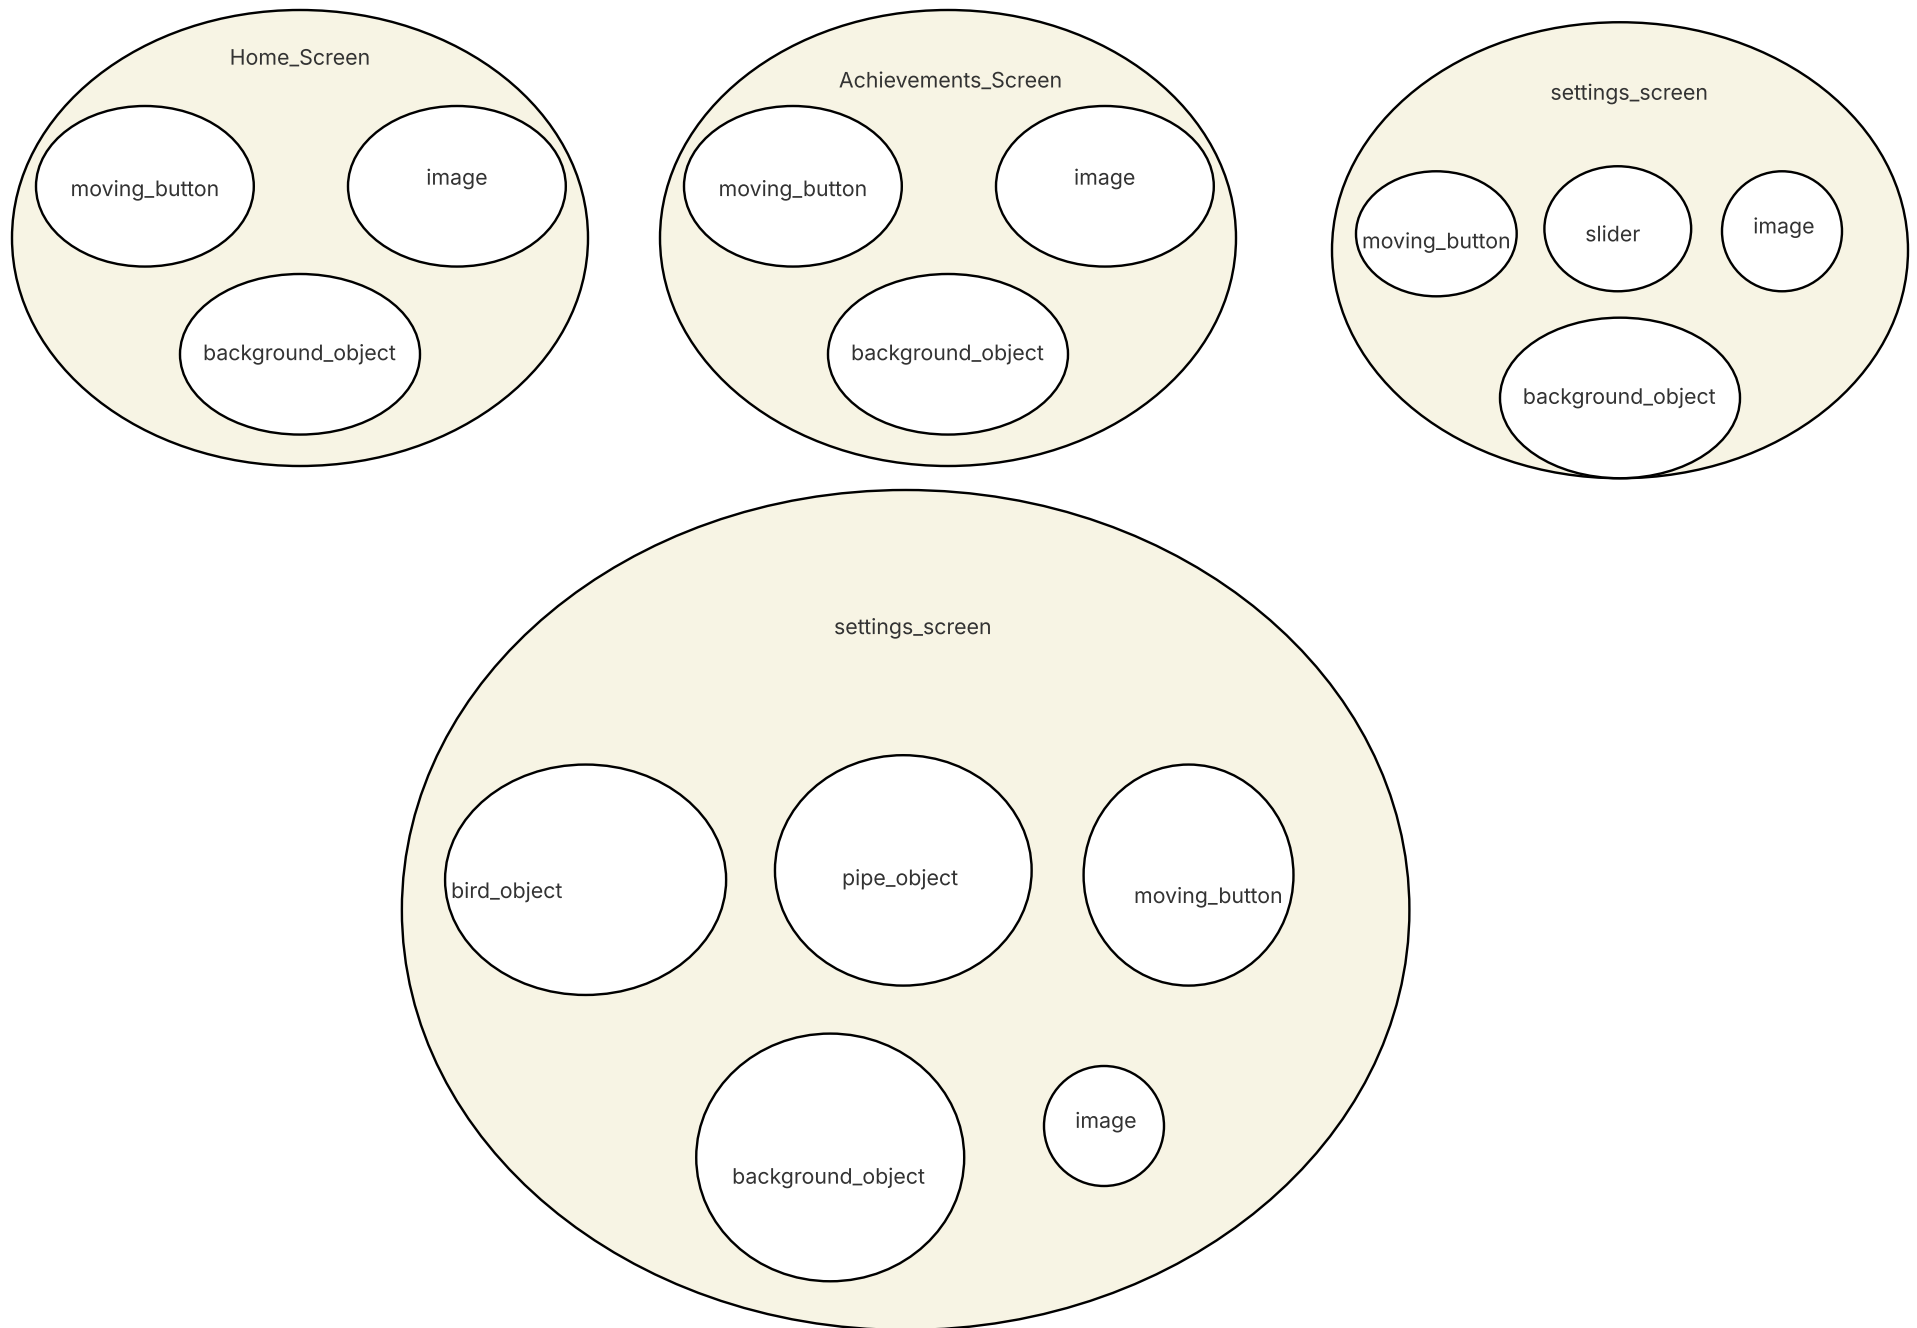 Home_Screen
moving_button
image
background_object
Achievements_Screen
moving_button
image
background_object
settings_screen
moving_button
slider
image
background_object
settings_screen
bird_object
pipe_object
moving_button
background_object
image